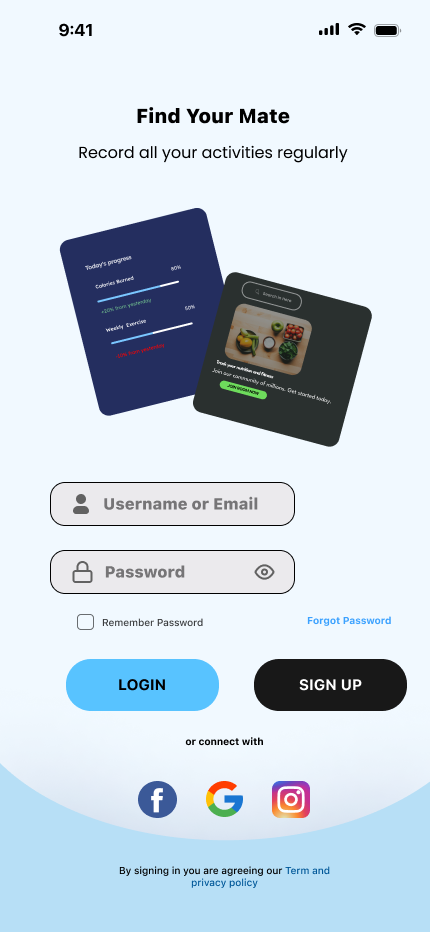 9:41
Find Your Mate
Record all your activities regularly
Today's progress
Calories Burned
80%
+20% from yesterday
Weekly Exercise
60%
from yesterday
Search in here
Track your nutrition and fitness
Join our community of millions. Get started today.
JOIN ROOM NOW
Username or Email
Password
Remember Password
Forgot Password
LOGIN
SIGN UP
or connect with
By signing in you are agreeing our Term and
privacy policy